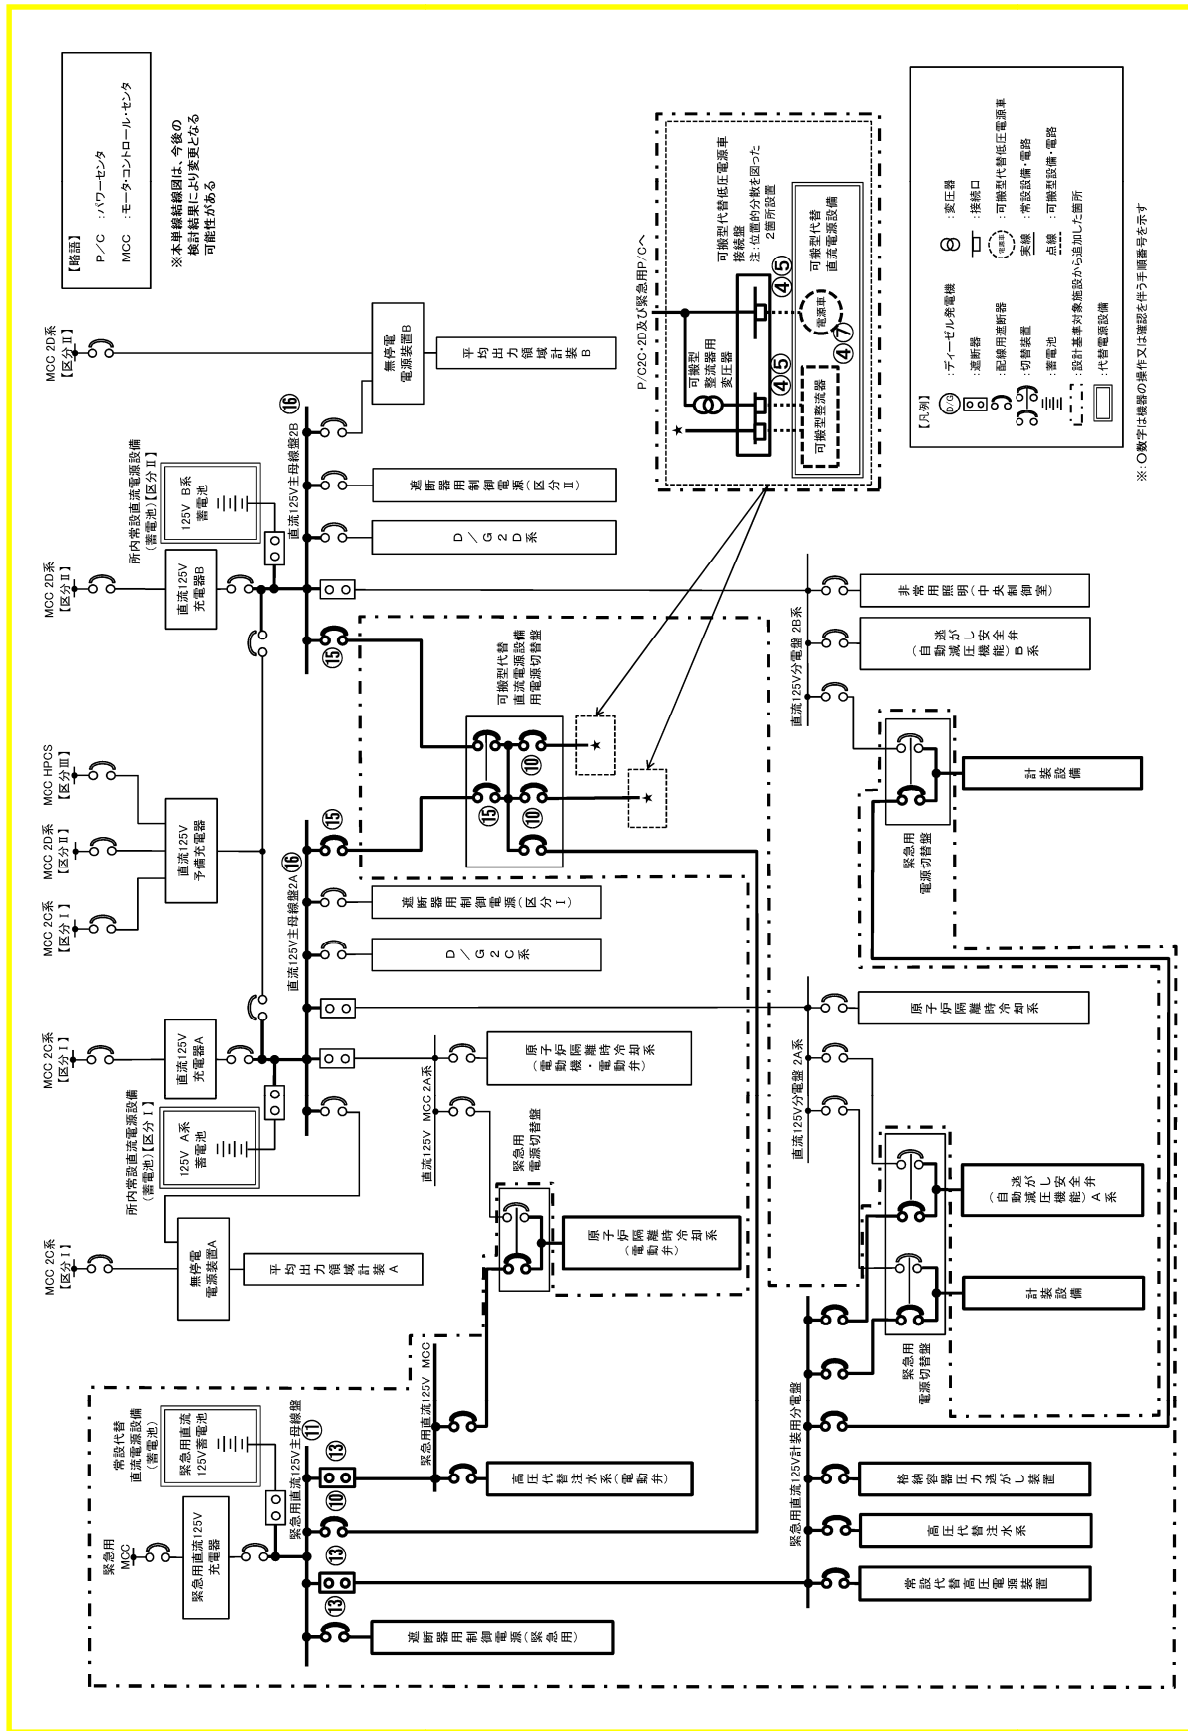 【略語】
P/C :パワーセンタ
MCC :モータ・コントロール・センタ
※本単線結線図は、今後の
検討結果により変更となる
可能性がある
MCC 2D系
【区分Ⅱ】
無停電
電源装置B
平均出力領域計装 B
所内常設直流電源設備
(蓄電池)【区分Ⅱ】
125V B系
蓄電池
MCC 2D系
【区分Ⅱ】
直流125V
充電器B
直流125V主母線盤2B
⑯
遮断器用制御電源(区分Ⅱ)
D/G2D系
⑮
MCC HPCS
【区分Ⅲ】
MCC 2D系
【区分Ⅱ】
MCC 2C系
【区分Ⅰ】
直流125V
予備充電器
直流125V主母線盤2A
⑯
⑮
遮断器用制御電源(区分Ⅰ)
D/G2C系
MCC 2C系
【区分Ⅰ】
直流125V
充電器A
所内常設直流電源設備
(蓄電池)【区分Ⅰ】
125V A系
蓄電池
MCC 2C系
【区分Ⅰ】
無停電
電源装置A
平均出力領域計装 A
直流125V MCC 2A系
原子炉隔離時冷却系
(電動機・電動弁)
緊急用
電源切替盤
原子炉隔離時冷却系
(電動弁)
可搬型代替
直流電源設備
用電源切替盤
⑮
⑩
⑩
★
★
P/C2C・2D及び緊急用P/Cへ
可搬型代替低圧電源車
接続盤
注:位置的分散を図った
2箇所設置
可搬型
整流器用
変圧器
★
④⑤
④⑤
可搬型代替
直流電源設備
電源車
可搬型整流器
④⑦
直流125V分電盤 2B系
非常用照明(中央制御室)
逃がし安全弁
(自動減圧機能)B系
緊急用
電源切替盤
計装設備
直流125V分電盤 2A系
原子炉隔離時冷却系
逃がし安全弁
(自動減圧機能)A系
計装設備
緊急用
電源切替盤
緊急用
MCC
緊急用直流125V
充電器
常設代替
直流電源設備
(蓄電池)
緊急用直流
125V蓄電池
緊急用直流125V主母線盤
⑪
⑬
⑩
⑬
⑬
遮断器用制御電源(緊急用)
緊急用直流125V MCC
高圧代替注水系(電動弁)
緊急用直流125V計装用分電盤
格納容器圧力逃がし装置
高圧代替注水系
常設代替高圧電源装置
【凡例】
D/G :ディーゼル発電機
:遮断器
:配線用遮断器
:切替装置
:蓄電池
:設計基準対象施設から追加した箇所
:代替電源設備
:変圧器
:接続口
電源車 :可搬型代替低圧電源車
実線 :常設設備・電路
点線 :可搬型設備・電路
※:○数字は機器の操作又は確認を伴う手順番号を示す